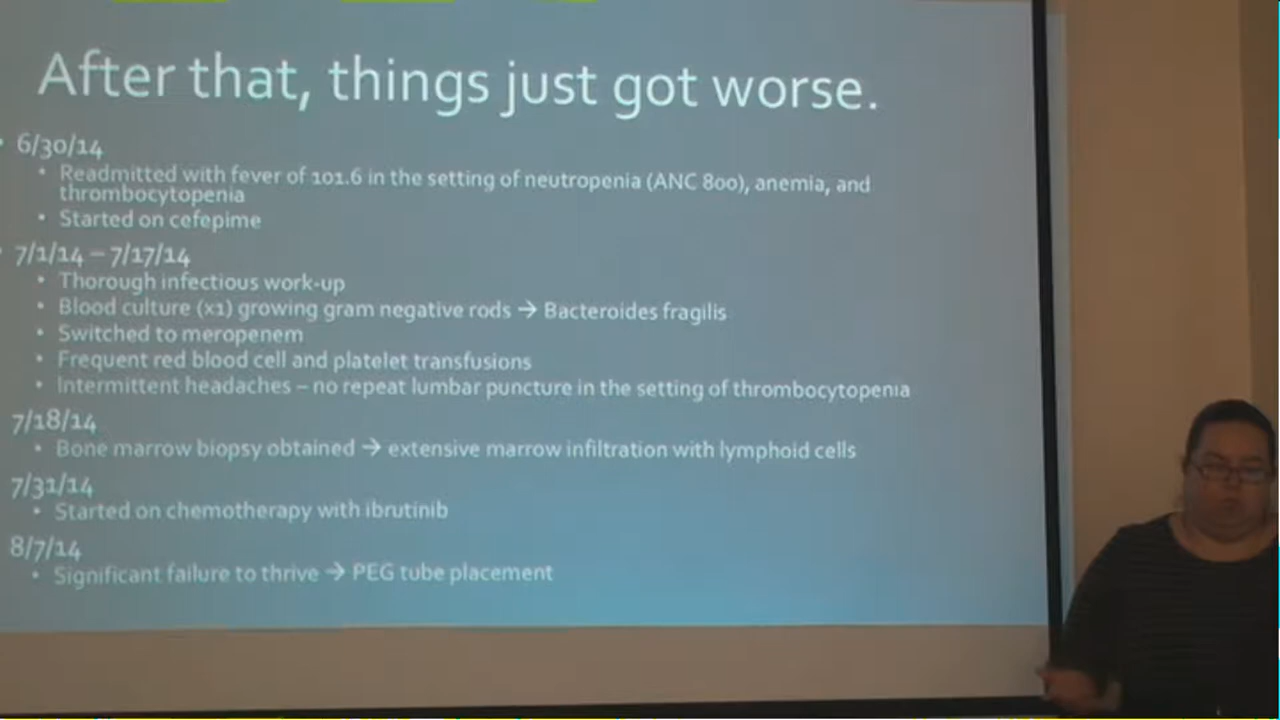 After that, things just got worse.
• 6/30/14
• Readmitted with fever of 101.6 in the setting of neutropenia (ANC 800), anemia, and
thrombocytopenia
• Started on cefepime
• 7/1/14 – 7/17/14
• Thorough infectious work-up
• Blood culture (x1) growing gram negative rods → Bacteroides fragilis
• Switched to meropenem
• Frequent red blood cell and platelet transfusions
• Intermittent headaches – no repeat lumbar puncture in the setting of thrombocytopenia
7/18/14
• Bone marrow biopsy obtained → extensive marrow infiltration with lymphoid cells
7/31/14
• Started on chemotherapy with ibrutinib
8/7/14
• Significant failure to thrive → PEG tube placement